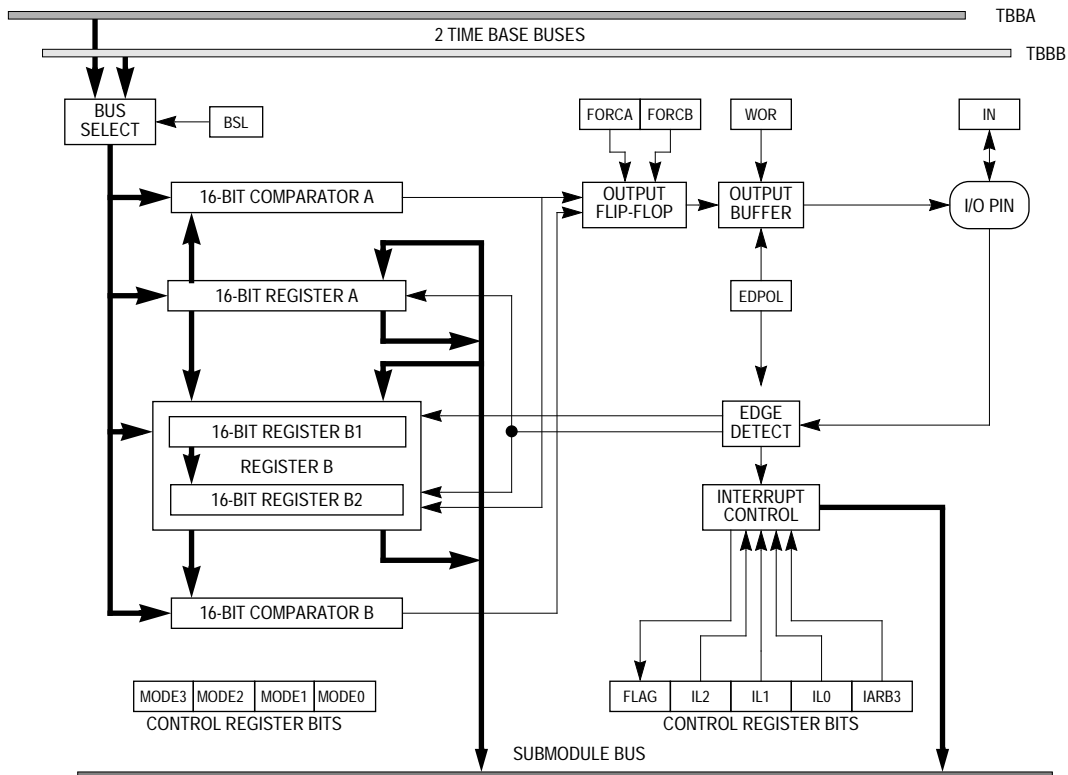 TBBA
2 TIME BASE BUSES
TBBB
BUS
SELECT
BSL
FORCA
FORCB
WOR
IN
16-BIT COMPARATOR A
OUTPUT
FLIP-FLOP
OUTPUT
BUFFER
I/O PIN
16-BIT REGISTER A
EDPOL
16-BIT REGISTER B1
REGISTER B
16-BIT REGISTER B2
EDGE
DETECT
INTERRUPT
CONTROL
16-BIT COMPARATOR B
MODE3
MODE2
MODE1
MODE0
CONTROL REGISTER BITS
FLAG
IL2
IL1
IL0
IARB3
CONTROL REGISTER BITS
SUBMODULE BUS